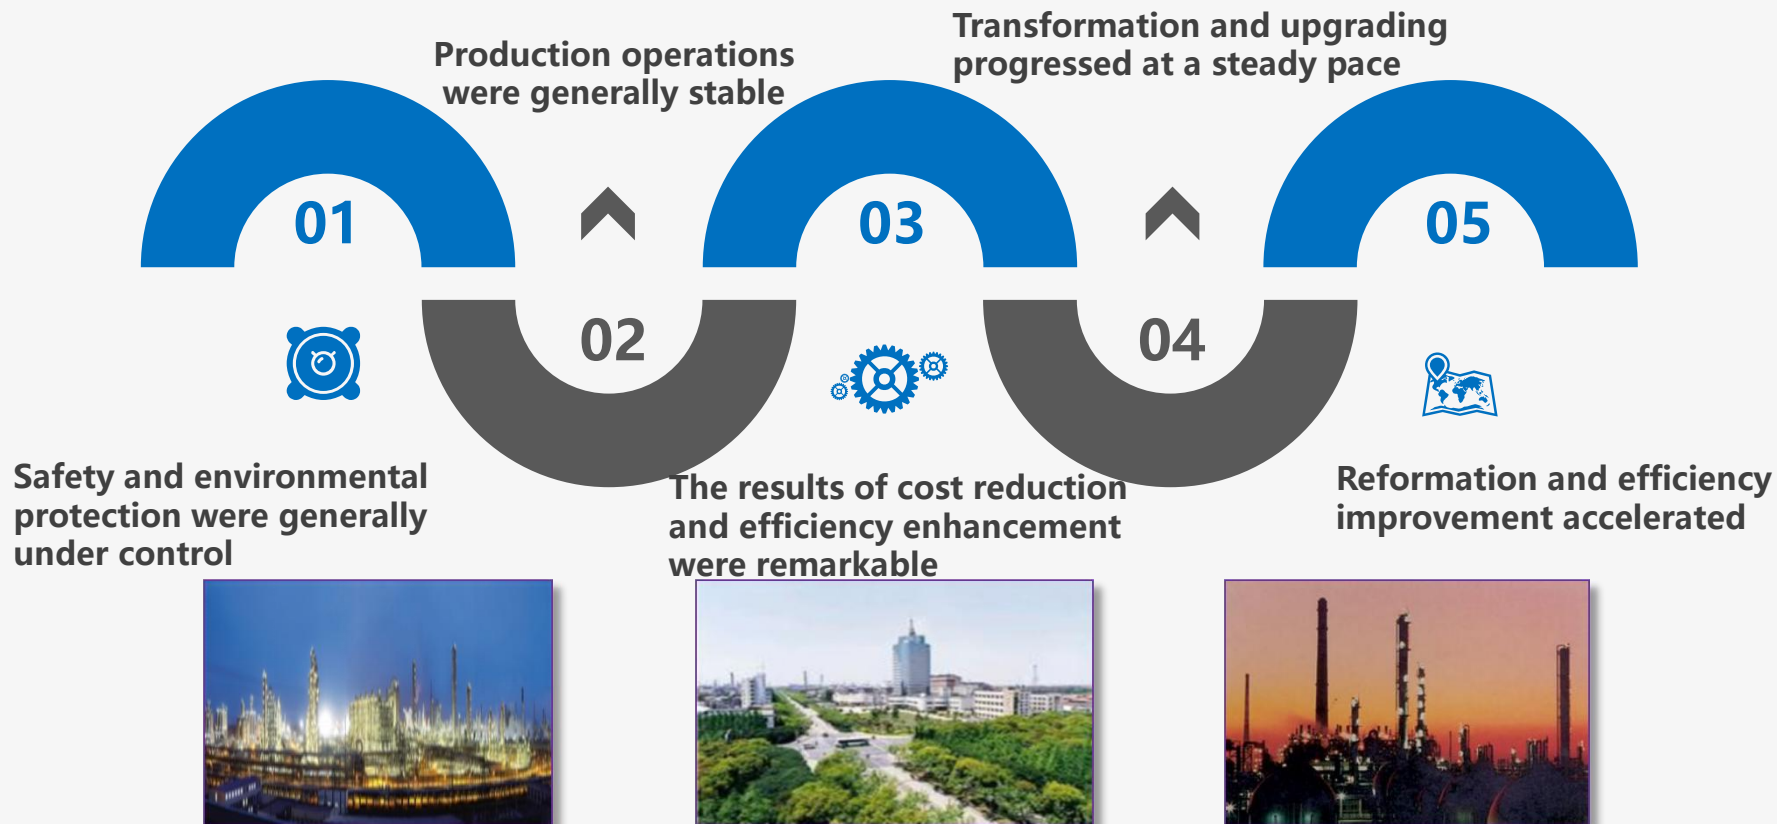 Production operations
were generally stable
Transformation and upgrading
progressed at a steady pace
01
03
05
02
04
Safety and environmental
protection were generally
under control
The results of cost reduction
and efficiency enhancement
were remarkable
Reformation and efficiency
improvement accelerated